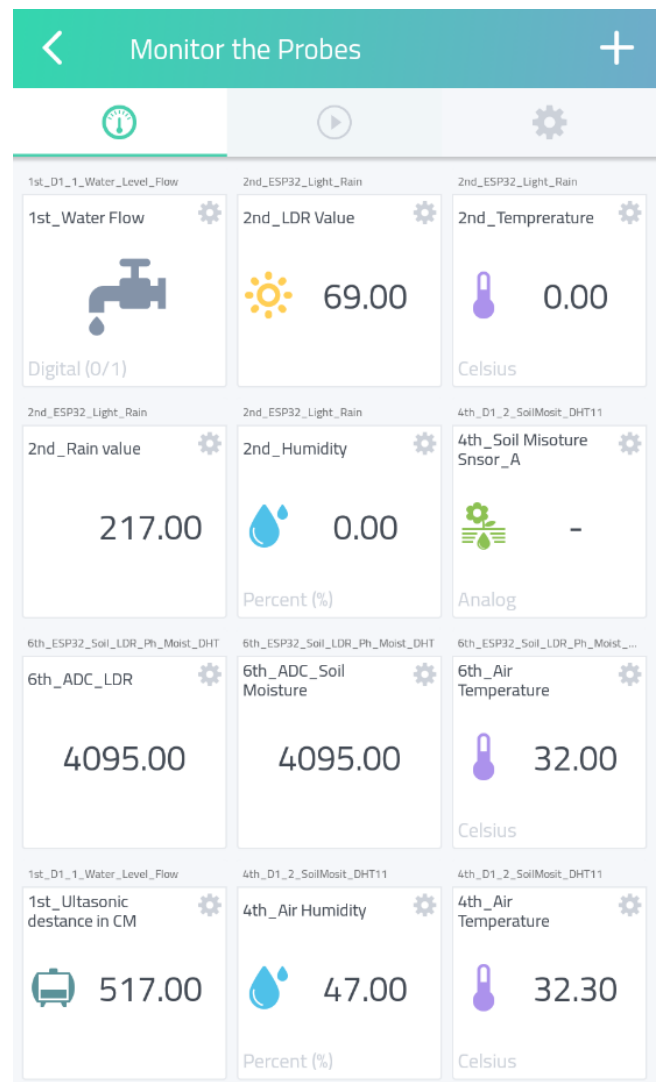 Monitor the Probes
1st_D1_1_Water_Level_Flow
1st_Water Flow
Digital (0/1)
2nd_ESP32_Light_Rain
2nd_LDR Value
69.00
2nd_ESP32_Light_Rain
2nd_Temprerature
0.00
Celsius
2nd_ESP32_Light_Rain
2nd_Rain value
217.00
2nd_ESP32_Light_Rain
2nd_Humidity
0.00
Percent (%)
4th_D1_2_SoilMosit_DHT11
4th_Soil Misoture
Snsor_A
-
Analog
6th_ESP32_Soil_LDR_Ph_Moist_DHT
6th_ADC_LDR
4095.00
6th_ESP32_Soil_LDR_Ph_Moist_DHT
6th_ADC_Soil
Moisture
4095.00
6th_ESP32_Soil_LDR_Ph_Moist_...
6th_Air
Temperature
32.00
Celsius
1st_D1_1_Water_Level_Flow
1st_Ultasonic
destance in CM
517.00
4th_D1_2_SoilMosit_DHT11
4th_Air Humidity
47.00
Percent (%)
4th_D1_2_SoilMosit_DHT11
4th_Air
Temperature
32.30
Celsius